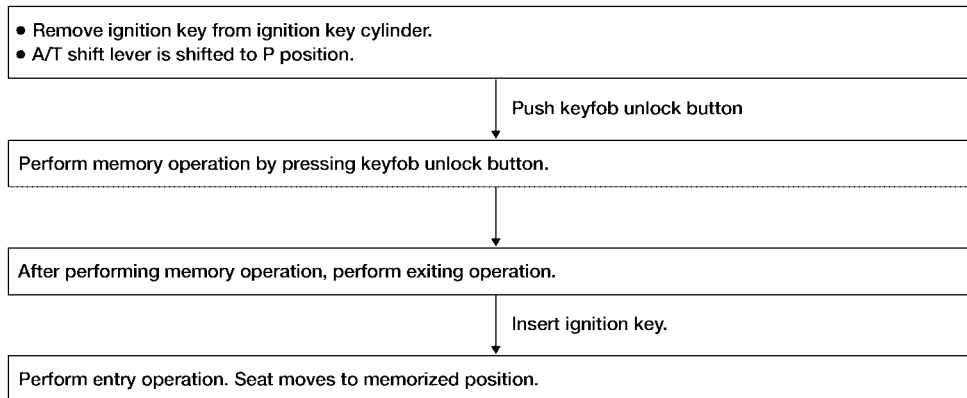 ● Remove ignition key from ignition key cylinder.
● A/T shift lever is shifted to P position.
Push keyfob unlock button
Perform memory operation by pressing keyfob unlock button.
After performing memory operation, perform exiting operation.
Insert ignition key.
Perform entry operation. Seat moves to memorized position.